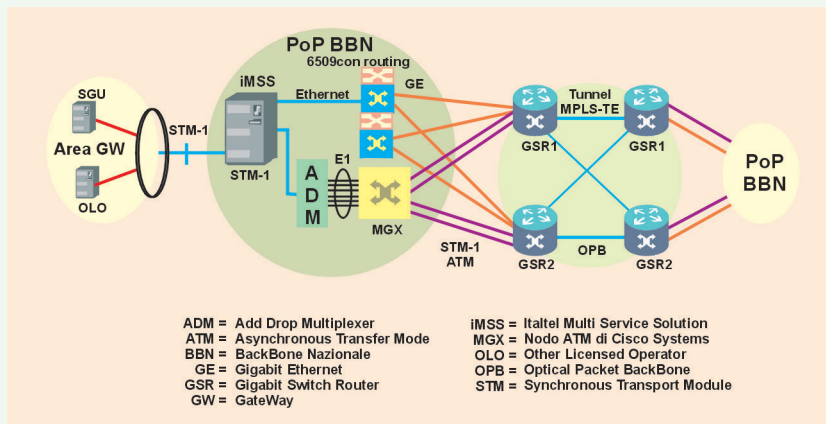 PoP BBN
6509con routing
iMSS
GE
SGU
Ethernet
Tunnel
MPLS-TE
STM-1
Area GW
GSR1
GSR1
STM-1
E1
A
D
M
PoP
BBN
OLO
MGX
STM-1
ATM
GSR2
OPB
GSR2
ADM = Add Drop Multiplexer
ATM = Asynchronous Transfer Mode
BBN = BackBone Nazionale
GE = Gigabit Ethernet
GSR = Gigabit Switch Router
GW = GateWay
iMSS = Italtel Multi Service Solution
MGX = Nodo ATM di Cisco Systems
OLO = Other Licensed Operator
OPB = Optical Packet BackBone
STM = Synchronous Transport Module